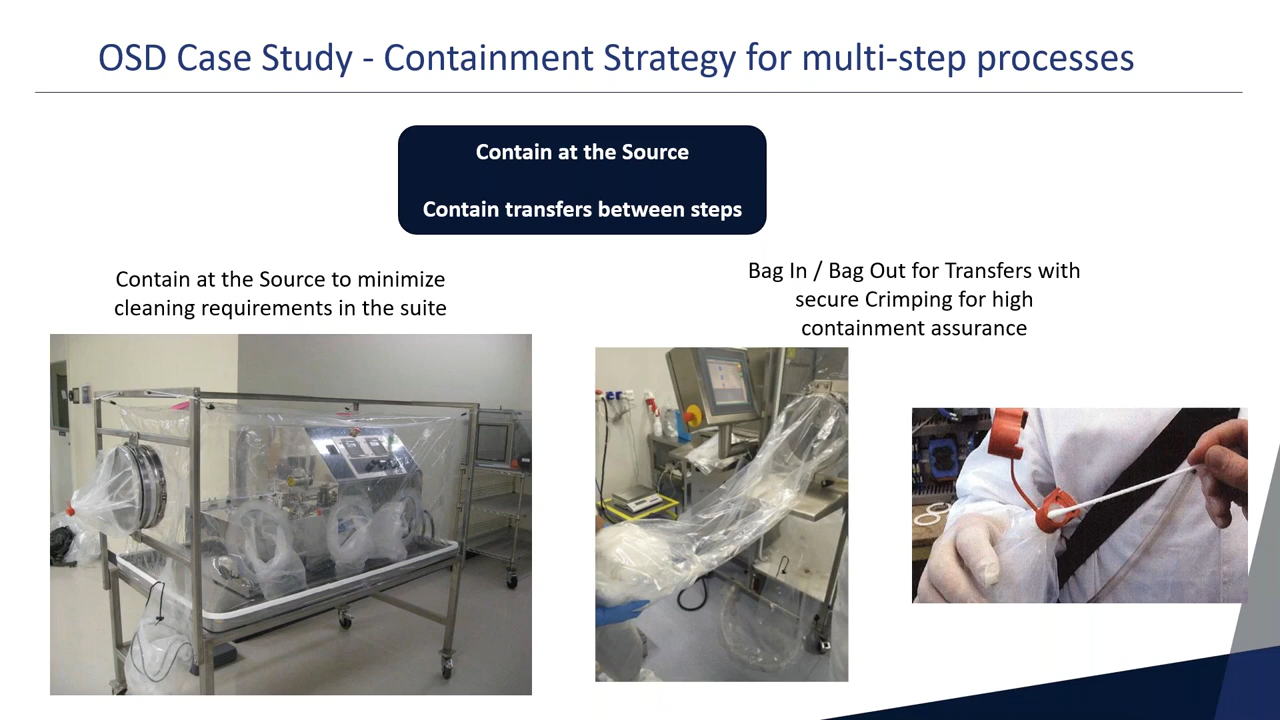 OSD Case Study - Containment Strategy for multi-step processes
Contain at the Source
Contain transfers between steps
Contain at the Source to minimize
cleaning requirements in the suite
Bag In / Bag Out for Transfers with
secure Crimping for high
containment assurance